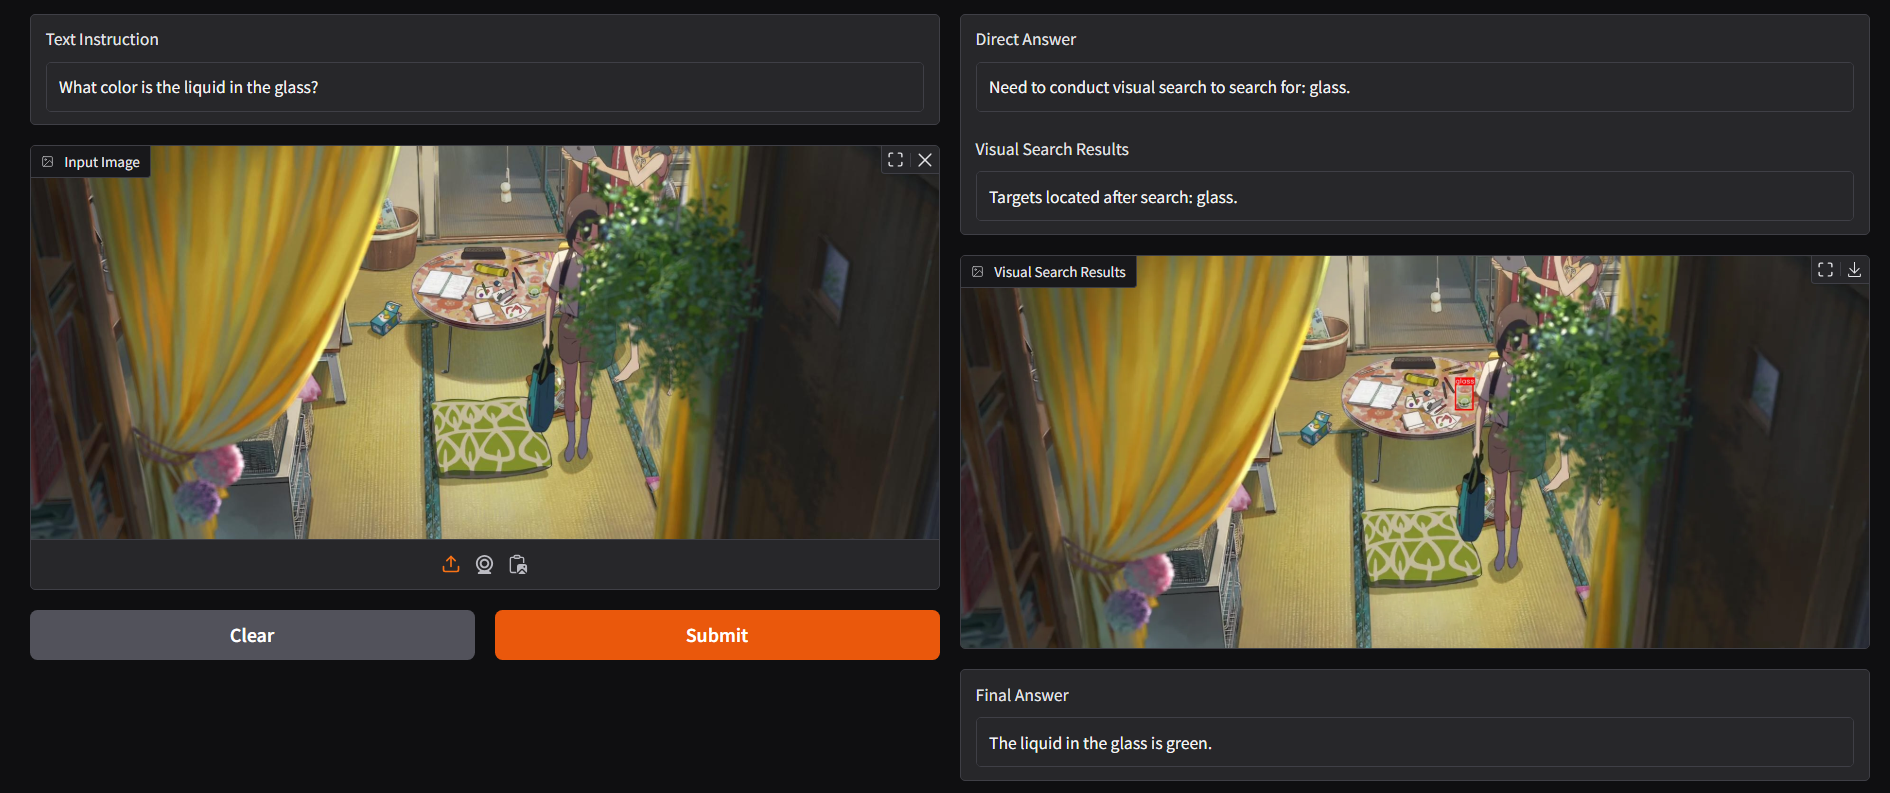 Text Instruction
What color is the liquid in the glass?
Input Image
Clear
Submit
Direct Answer
Need to conduct visual search to search for: glass.
Visual Search Results
Targets located after search: glass.
Visual Search Results
glass
Final Answer
The liquid in the glass is green.